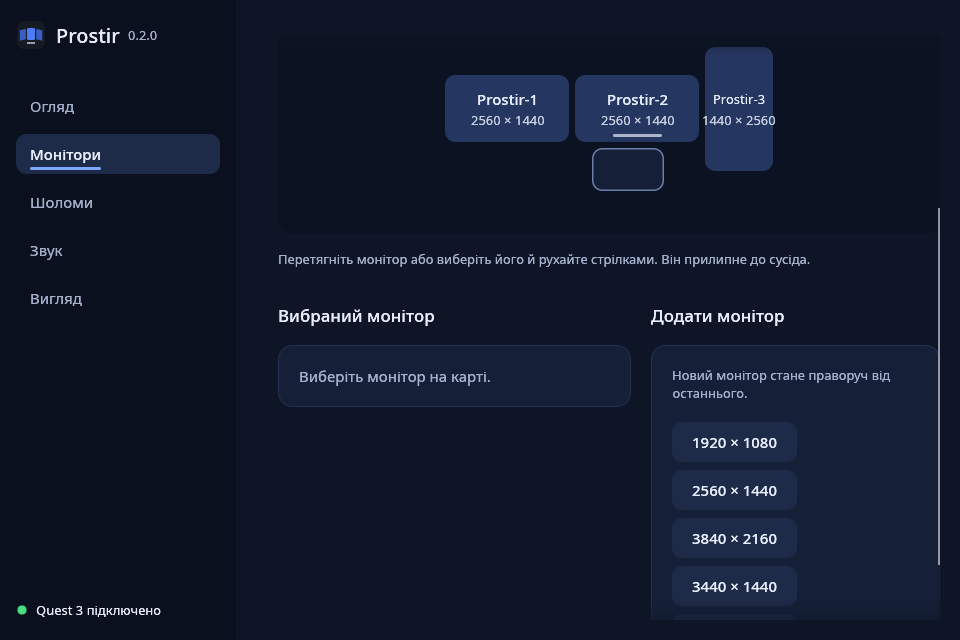 Prostir 0.2.0
Огляд
Монітори
Шоломи
Звук
Вигляд
Quest 3 підключено
Prostir-1
2560 × 1440
Prostir-2
2560 × 1440
Prostir-3
1440 × 2560
Перетягніть монітор або виберіть його й рухайте стрілками. Він прилипне до сусіда.
Вибраний монітор
Виберіть монітор на карті.
Додати монітор
Новий монітор стане праворуч від
останнього.
1920 × 1080
2560 × 1440
3840 × 2160
3440 × 1440